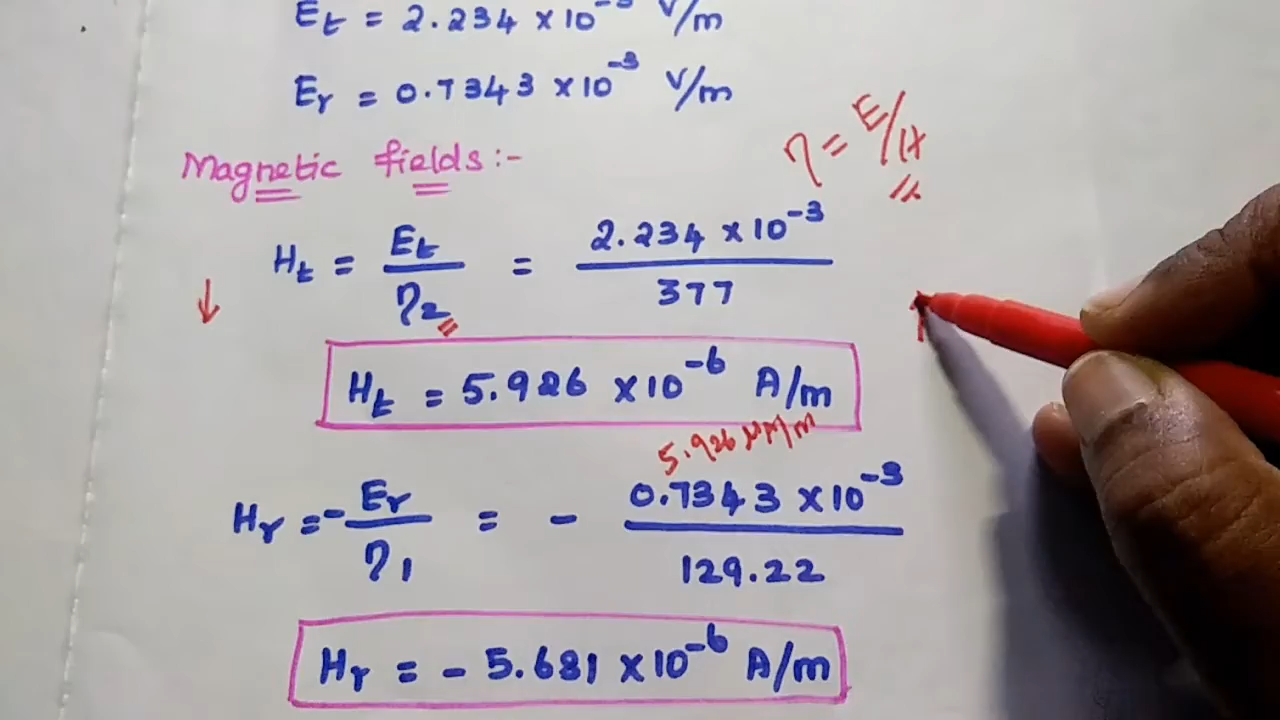 Et = 2.234 × 10⁻³ V/m
Er = 0.7343 × 10⁻³ V/m
Magnetic fields :-
η = E/H
Ht = Et/η2 = 2.234 × 10⁻³/377
Ht = 5.926 × 10⁻⁶ A/m
5.926 μA/m
Hr = - Er/η1 = - 0.7343 × 10⁻³/129.22
Hr = - 5.681 × 10⁻⁶ A/m